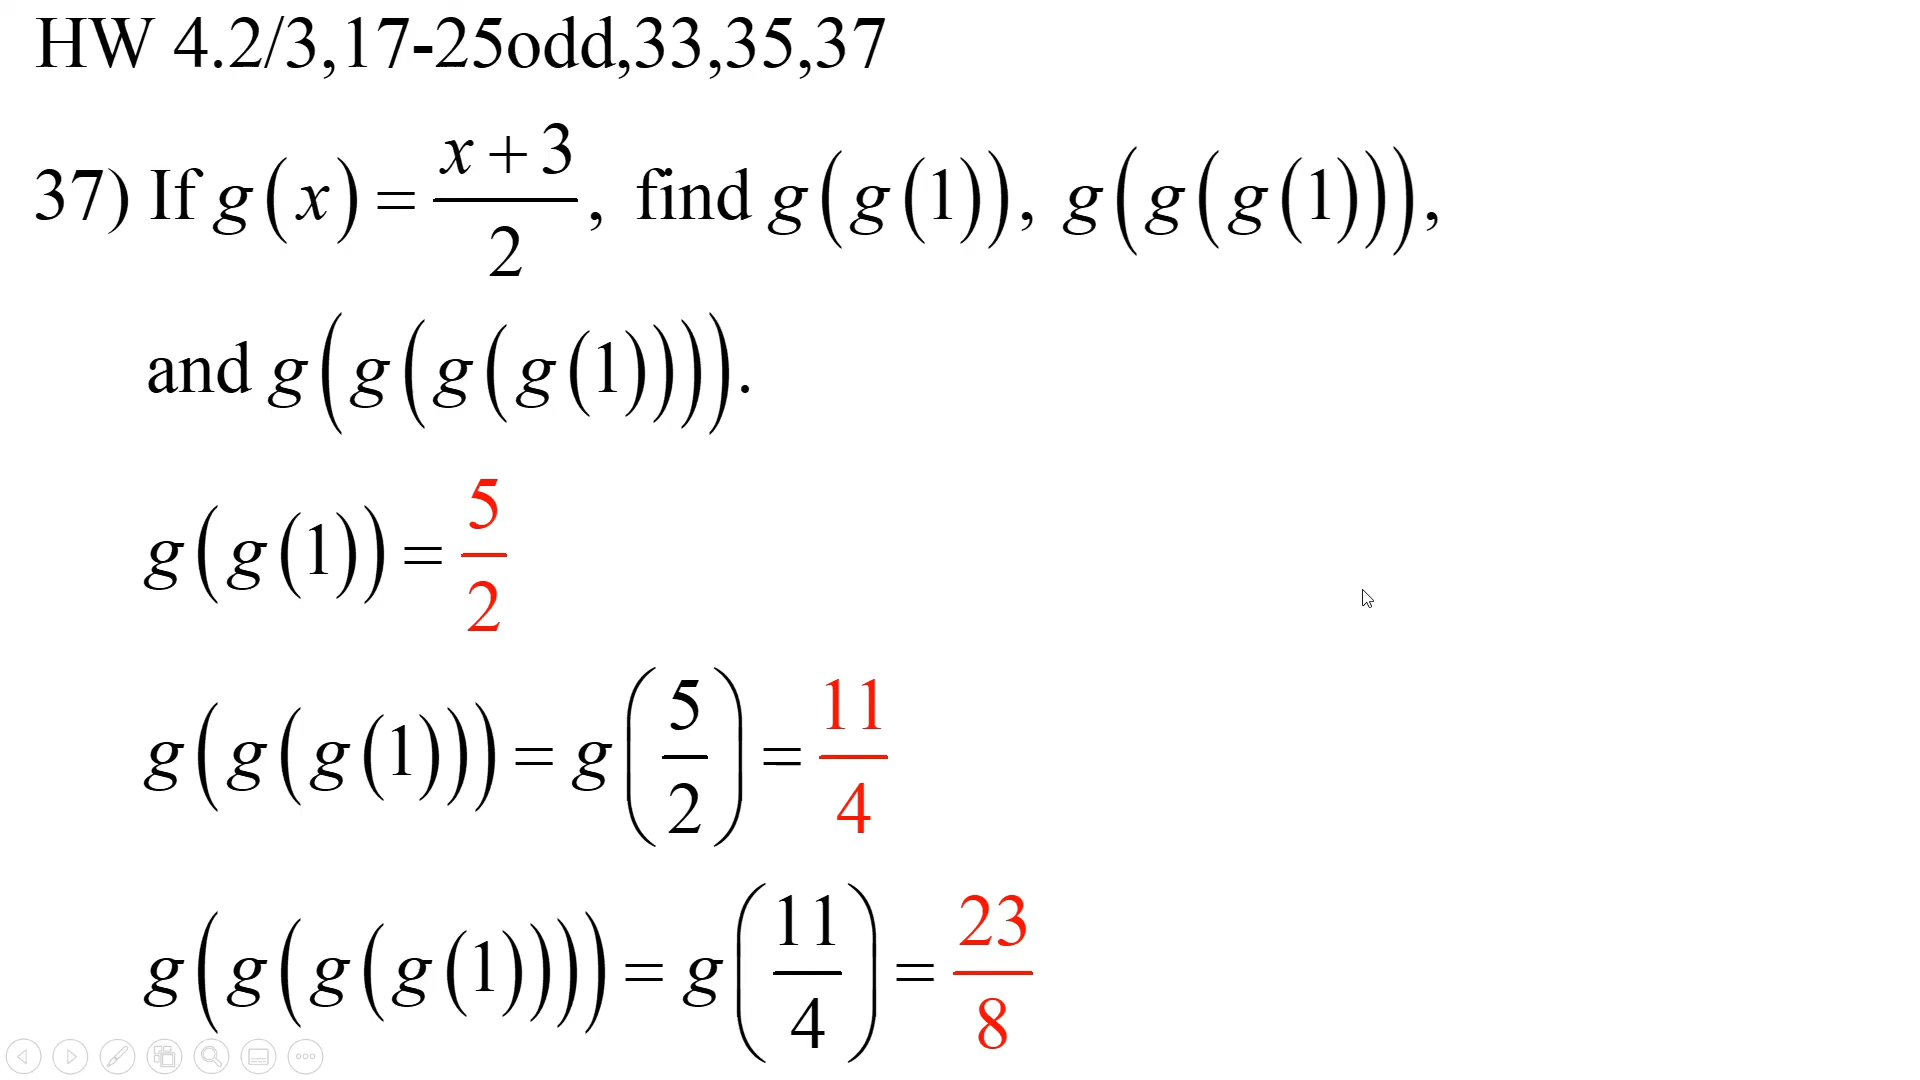 HW 4.2/3,17-25odd,33,35,37
37) If g(x) = (x + 3)/2, find g(g(1)), g(g(g(1))),
and g(g(g(g(1)))).
g(g(1)) = 5/2
g(g(g(1))) = g(5/2) = 11/4
g(g(g(g(1)))) = g(11/4) = 23/8